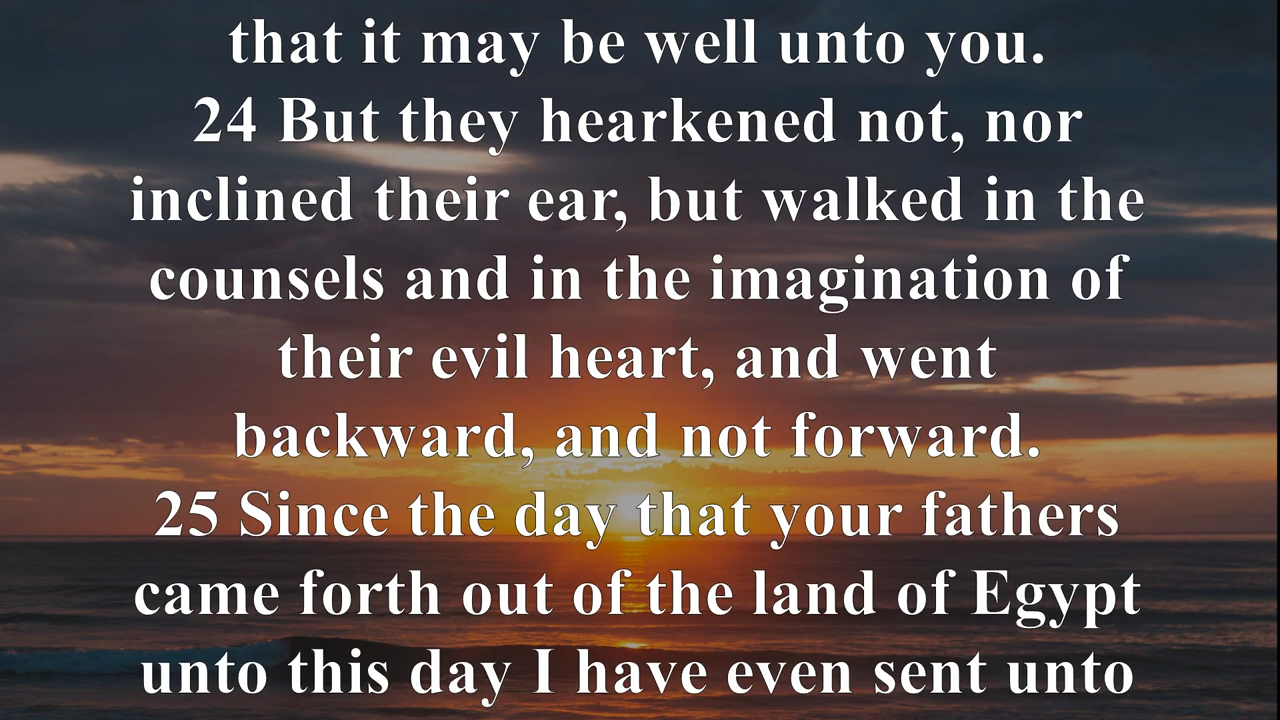 that it may be well unto you.
24 But they hearkened not, nor
inclined their ear, but walked in the
counsels and in the imagination of
their evil heart, and went
backward, and not forward.
25 Since the day that your fathers
came forth out of the land of Egypt
unto this day I have even sent unto